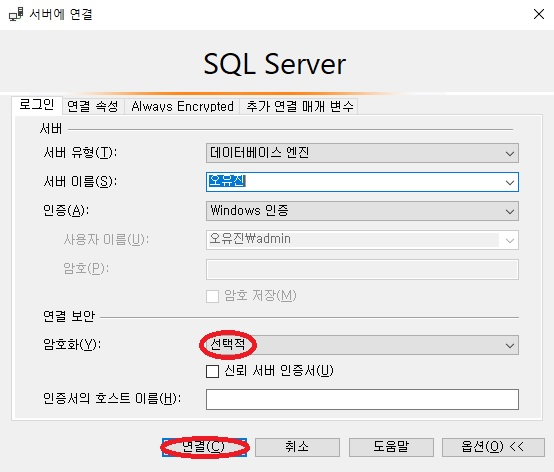 서버에 연결
SQL Server
로그인 연결 속성 Always Encrypted 추가 연결 매개 변수
서버
서버 유형(T): 데이터베이스 엔진
서버 이름(S): 오유진
인증(A): Windows 인증
사용자 이름(U): 오유진₩admin
암호(P):
암호 저장(M)
연결 보안
암호화(Y): 선택적
신뢰 서버 인증서(U)
인증서의 호스트 이름(H):
연결(C) 취소 도움말 옵션(O) <<